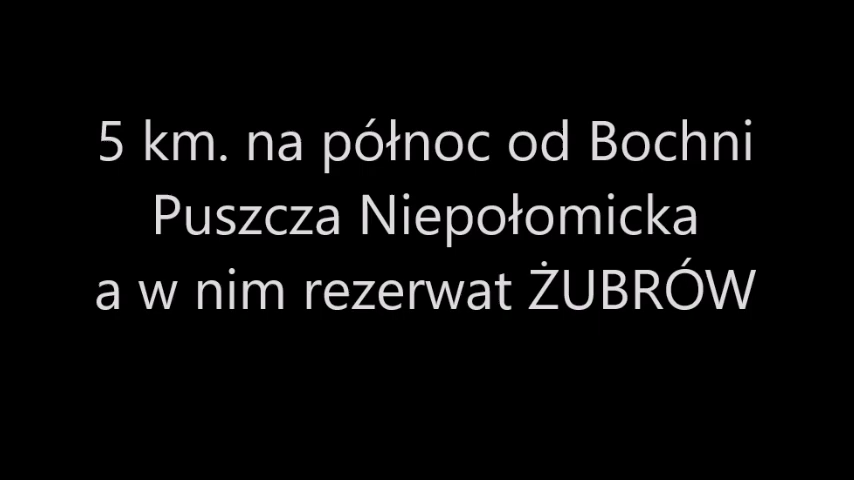 5 km. na północ od Bochni
Puszcza Niepołomicka
a w nim rezerwat ŻUBRÓW